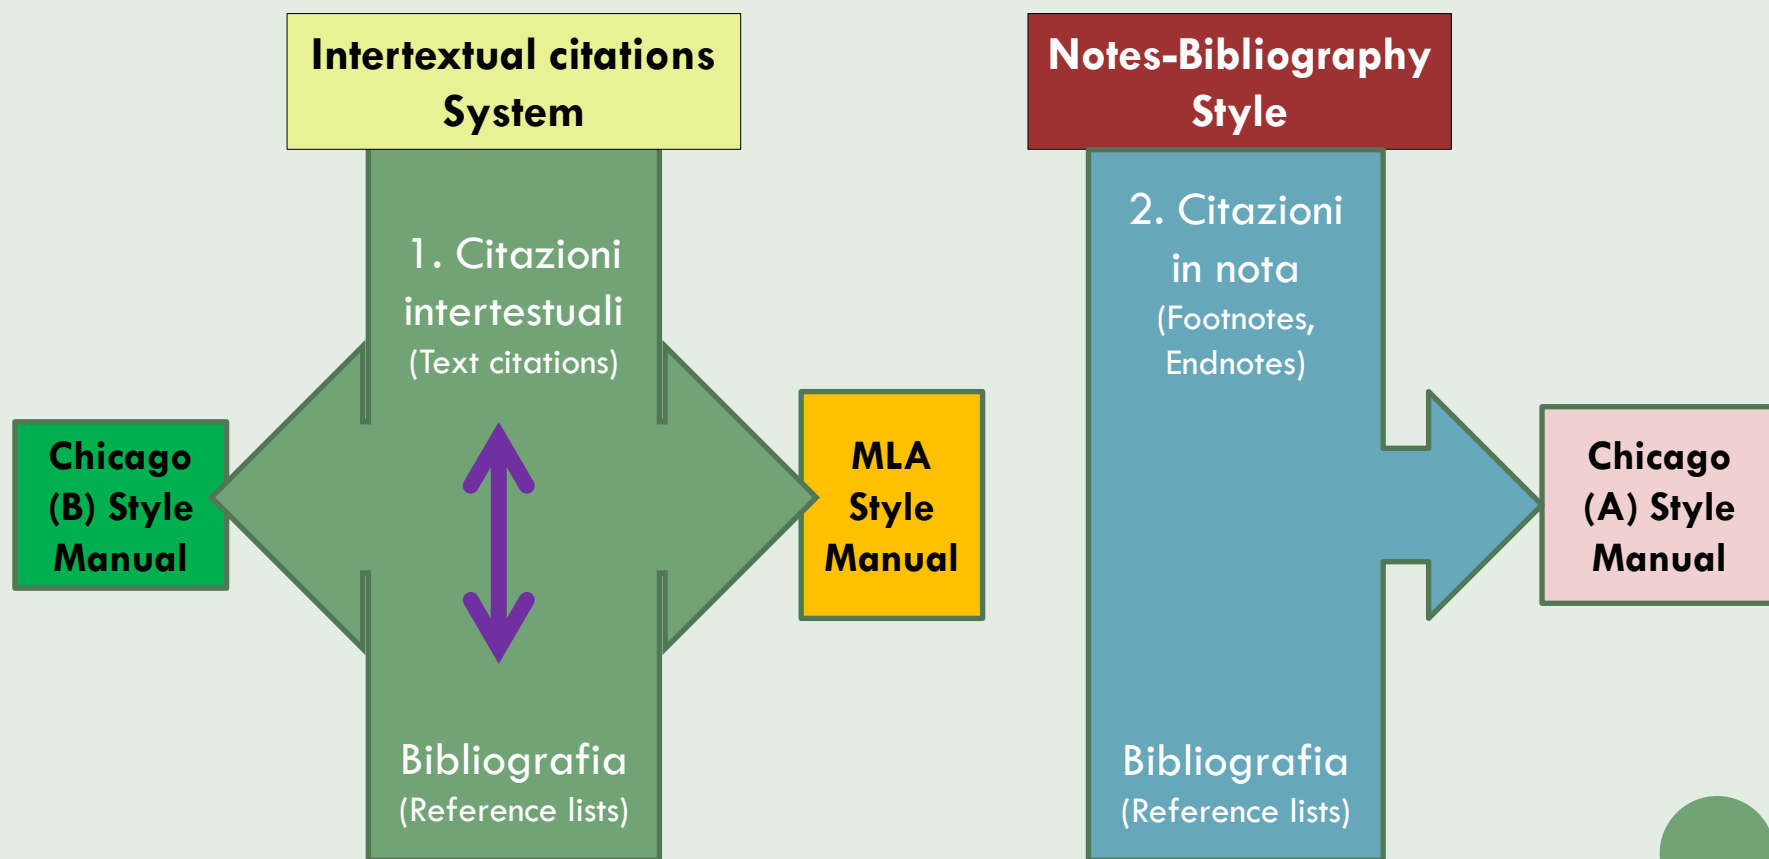 Intertextual citations
System
1. Citazioni
intertestuali
(Text citations)
Chicago
(B) Style
Manual
MLA
Style
Manual
Bibliografia
(Reference lists)
Notes-Bibliography
Style
2. Citazioni
in nota
(Footnotes,
Endnotes)
Chicago
(A) Style
Manual
Bibliografia
(Reference lists)